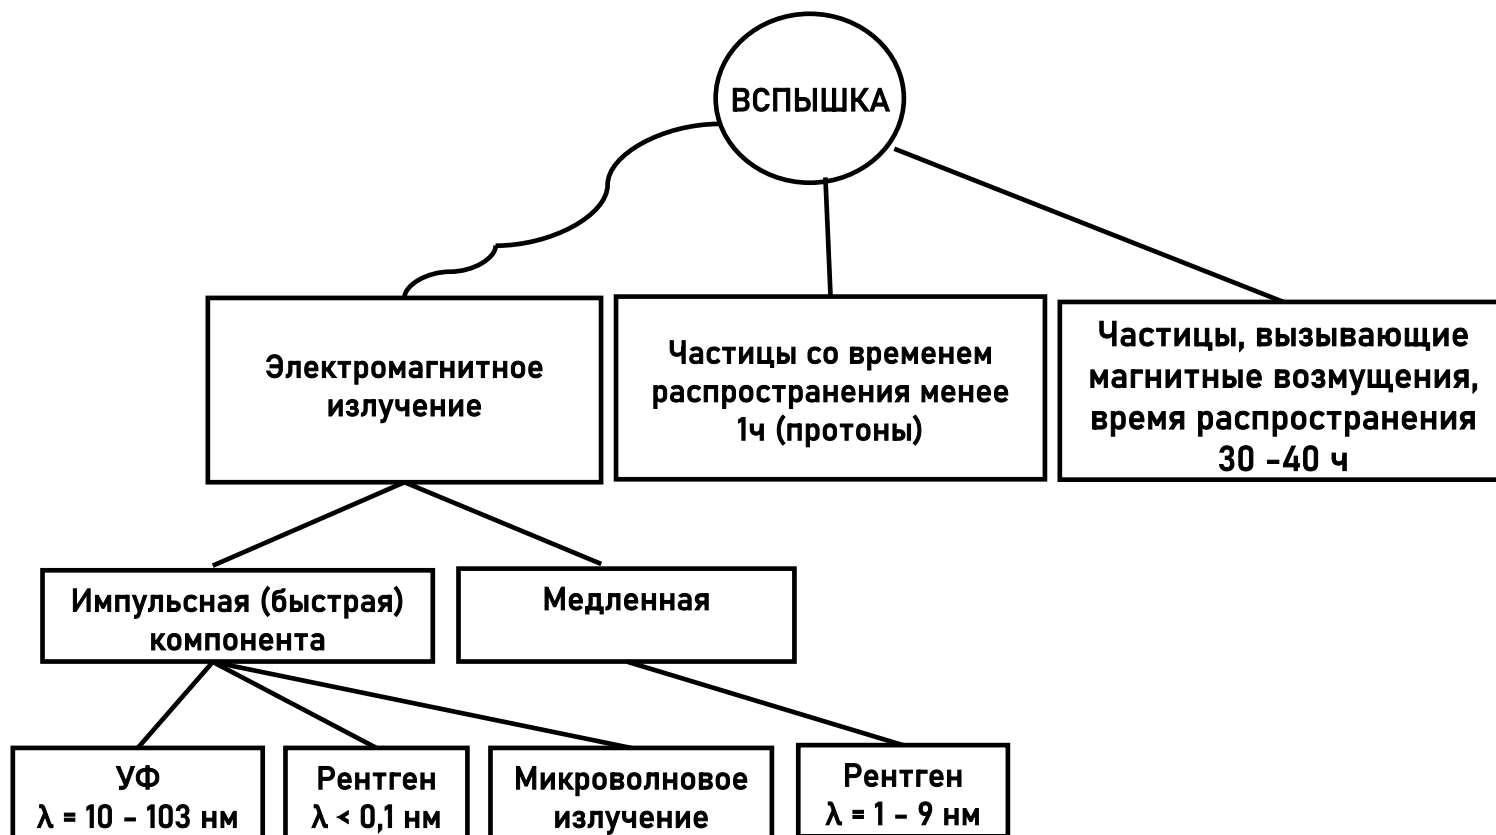 ВСПЫШКА
Электромагнитное
излучение
Частицы со временем
распространения менее
1ч (протоны)
Частицы, вызывающие
магнитные возмущения,
время распространения
30 -40 ч
Импульсная (быстрая)
компонента
Медленная
УФ
λ = 10 - 103 нм
Рентген
λ < 0,1 нм
Микроволновое
излучение
Рентген
λ = 1 - 9 нм